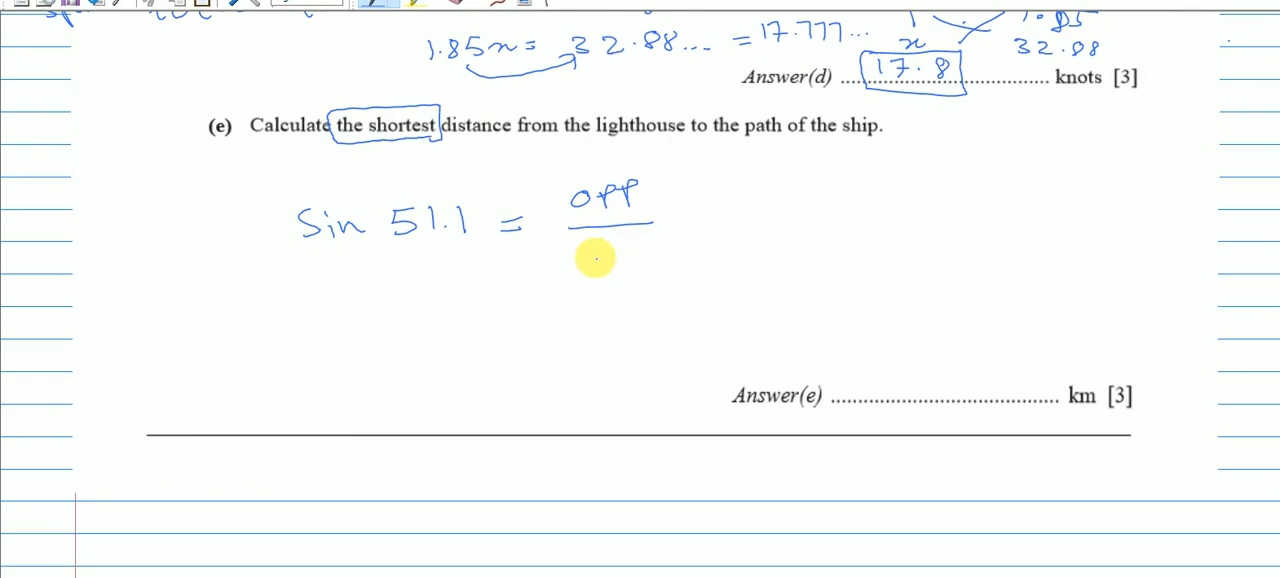 1.85x = 32.88... = 17.777...
1 1.85
x 32.88
Answer(d) 17.8 knots [3]
(e) Calculate the shortest distance from the lighthouse to the path of the ship.
Sin 51.1 = opp
Answer(e) .......................................... km [3]